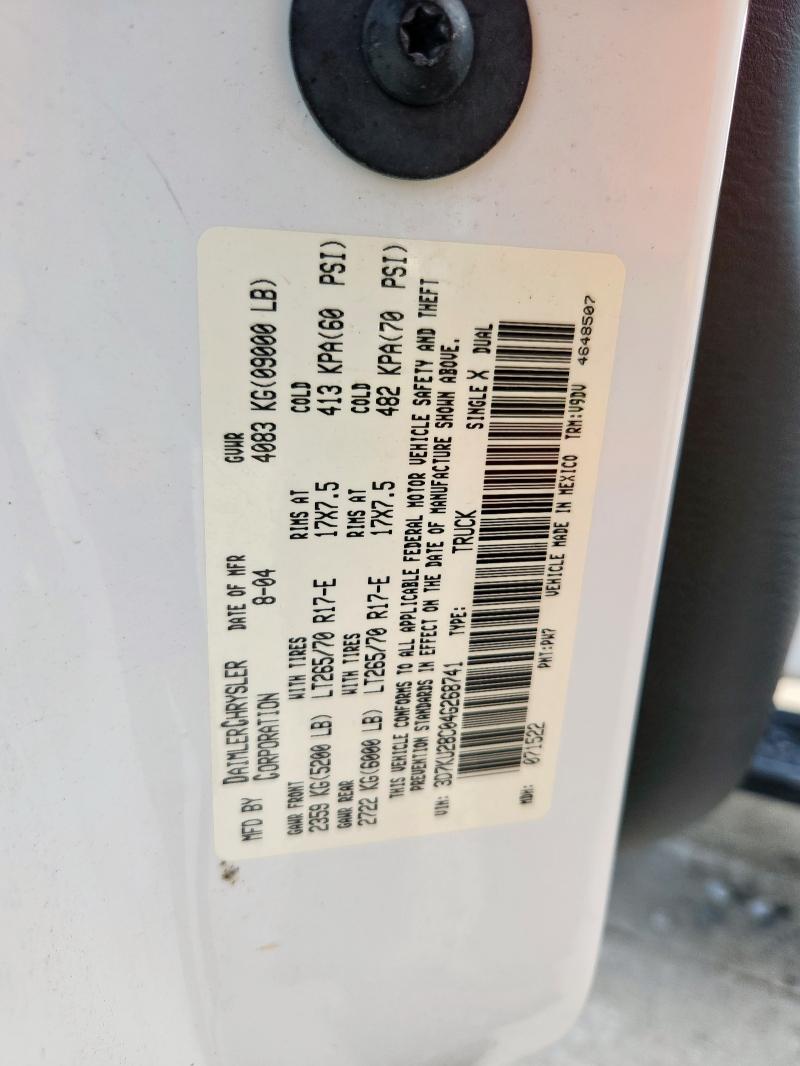 MFD BY DAIMLERCHRYSLER CORPORATION
DATE OF MFR 8-04
GVWR 4083 KG(09000 LB)
GAWR FRONT WITH TIRES RIMS AT COLD
2359 KG(5200 LB) LT265/70 R17-E 17X7.5 413 KPA(60 PSI)
GAWR REAR WITH TIRES RIMS AT COLD
2722 KG(6000 LB) LT265/70 R17-E 17X7.5 482 KPA(70 PSI)
THIS VEHICLE CONFORMS TO ALL APPLICABLE FEDERAL MOTOR VEHICLE SAFETY AND THEFT
PREVENTION STANDARDS IN EFFECT ON THE DATE OF MANUFACTURE SHOWN ABOVE.
VIN: 3D7KU28C04G268741 TYPE: TRUCK SINGLE X DUAL
MDH: 071522 PNT:PW7 VEHICLE MADE IN MEXICO TRM:V9DV 4648507